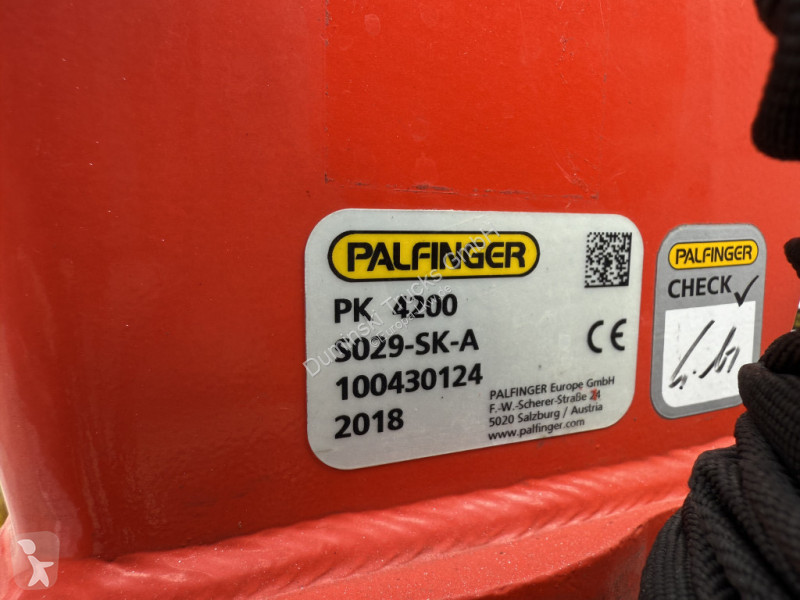 PALFINGER
PK 4200
S029-SK-A
100430124
2018
CE
PALFINGER Europe GmbH
F.-W.-Scherer-Straße 24
5020 Salzburg / Austria
www.palfinger.com
PALFINGER
CHECK
Duminski Trucks GmbH